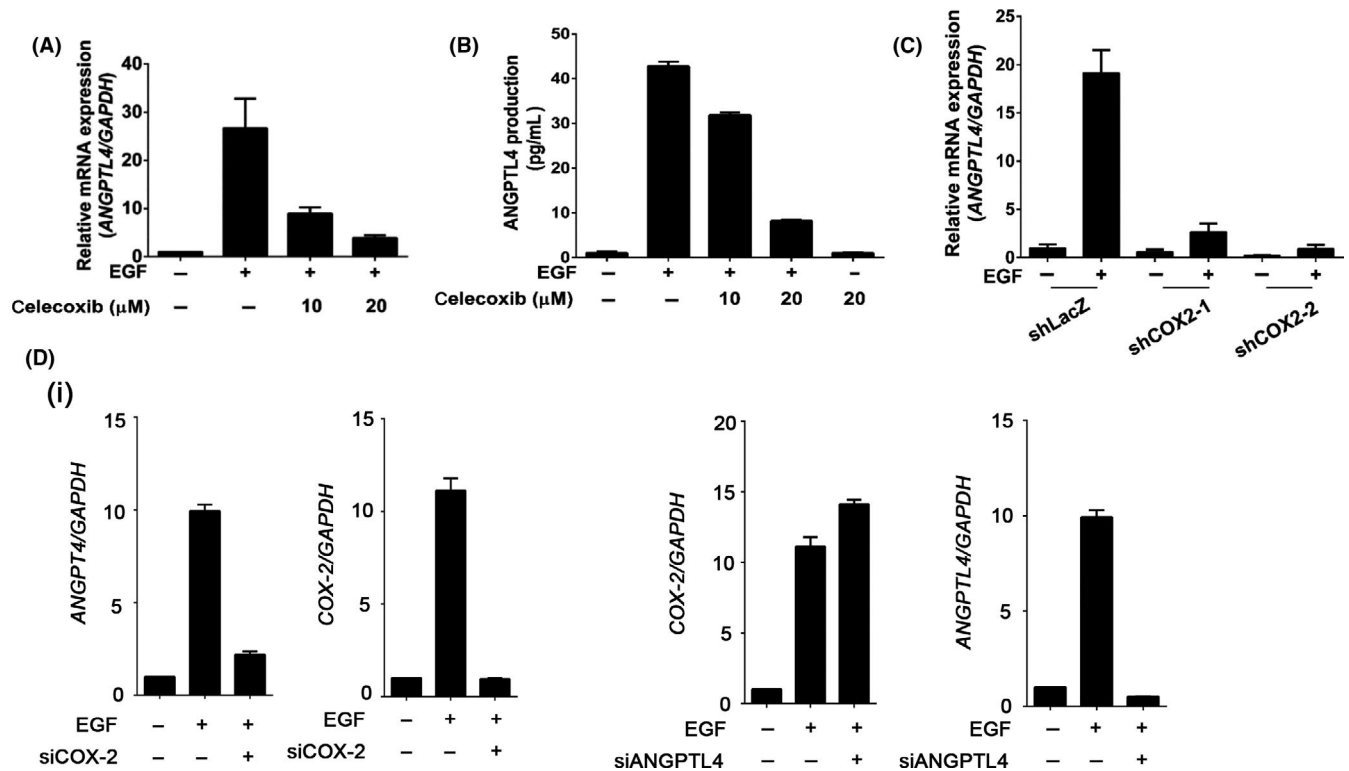 (A)
Relative mRNA expression
(ANGPTL4/GAPDH)
40
30
20
10
0
EGF – + + +
Celecoxib (μM) – – 10 20
(B)
ANGPTL4 production
(pg/mL)
50
40
30
20
10
0
EGF – + + + –
Celecoxib (μM) – – 10 20 20
(C)
Relative mRNA expression
(ANGPTL4/GAPDH)
25
20
15
10
5
0
EGF – + – + – +
shLacZ shCOX2-1 shCOX2-2
(D)
(i)
ANGPT4/GAPDH
15
10
5
0
EGF – + +
siCOX-2 – – +
COX-2/GAPDH
15
10
5
0
EGF – + +
siCOX-2 – – +
COX-2/GAPDH
20
15
10
5
0
EGF – + +
siANGPTL4 – – +
ANGPTL4/GAPDH
15
10
5
0
EGF – + +
siANGPTL4 – – +